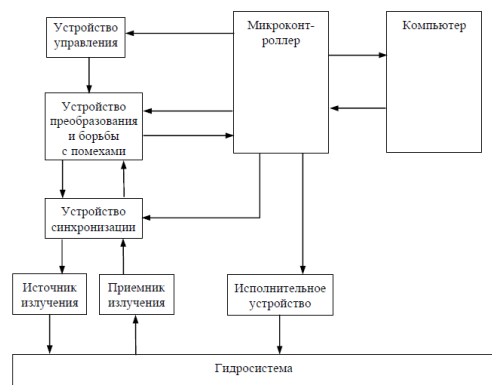 Устройство
управления
Микроконт-
роллер
Компьютер
Устройство
преобразования
и борьбы
с помехами
Устройство
синхронизации
Источник
излучения
Приемник
излучения
Исполнительное
устройство
Гидросистема